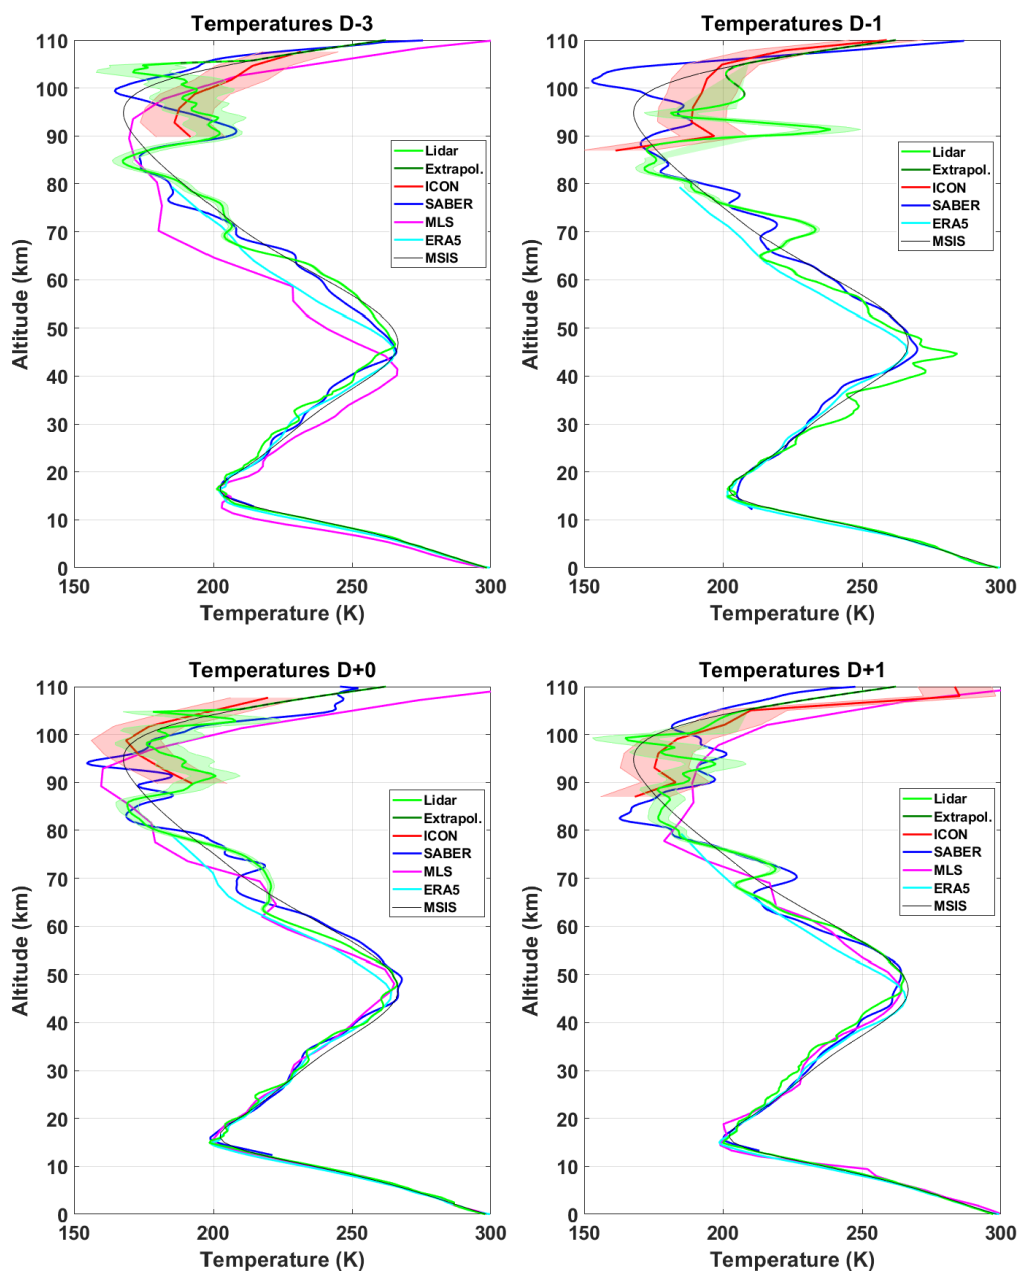 Temperatures D-3
110
100
90
80
70
60
50
40
30
20
10
0
Altitude (km)
150
200
250
300
Temperature (K)
Lidar
Extrapol.
ICON
SABER
MLS
ERA5
MSIS
Temperatures D-1
110
100
90
80
70
60
50
40
30
20
10
0
Altitude (km)
150
200
250
300
Temperature (K)
Lidar
Extrapol.
ICON
SABER
ERA5
MSIS
Temperatures D+0
110
100
90
80
70
60
50
40
30
20
10
0
Altitude (km)
150
200
250
300
Temperature (K)
Lidar
Extrapol.
ICON
SABER
MLS
ERA5
MSIS
Temperatures D+1
110
100
90
80
70
60
50
40
30
20
10
0
Altitude (km)
150
200
250
300
Temperature (K)
Lidar
Extrapol.
ICON
SABER
MLS
ERA5
MSIS